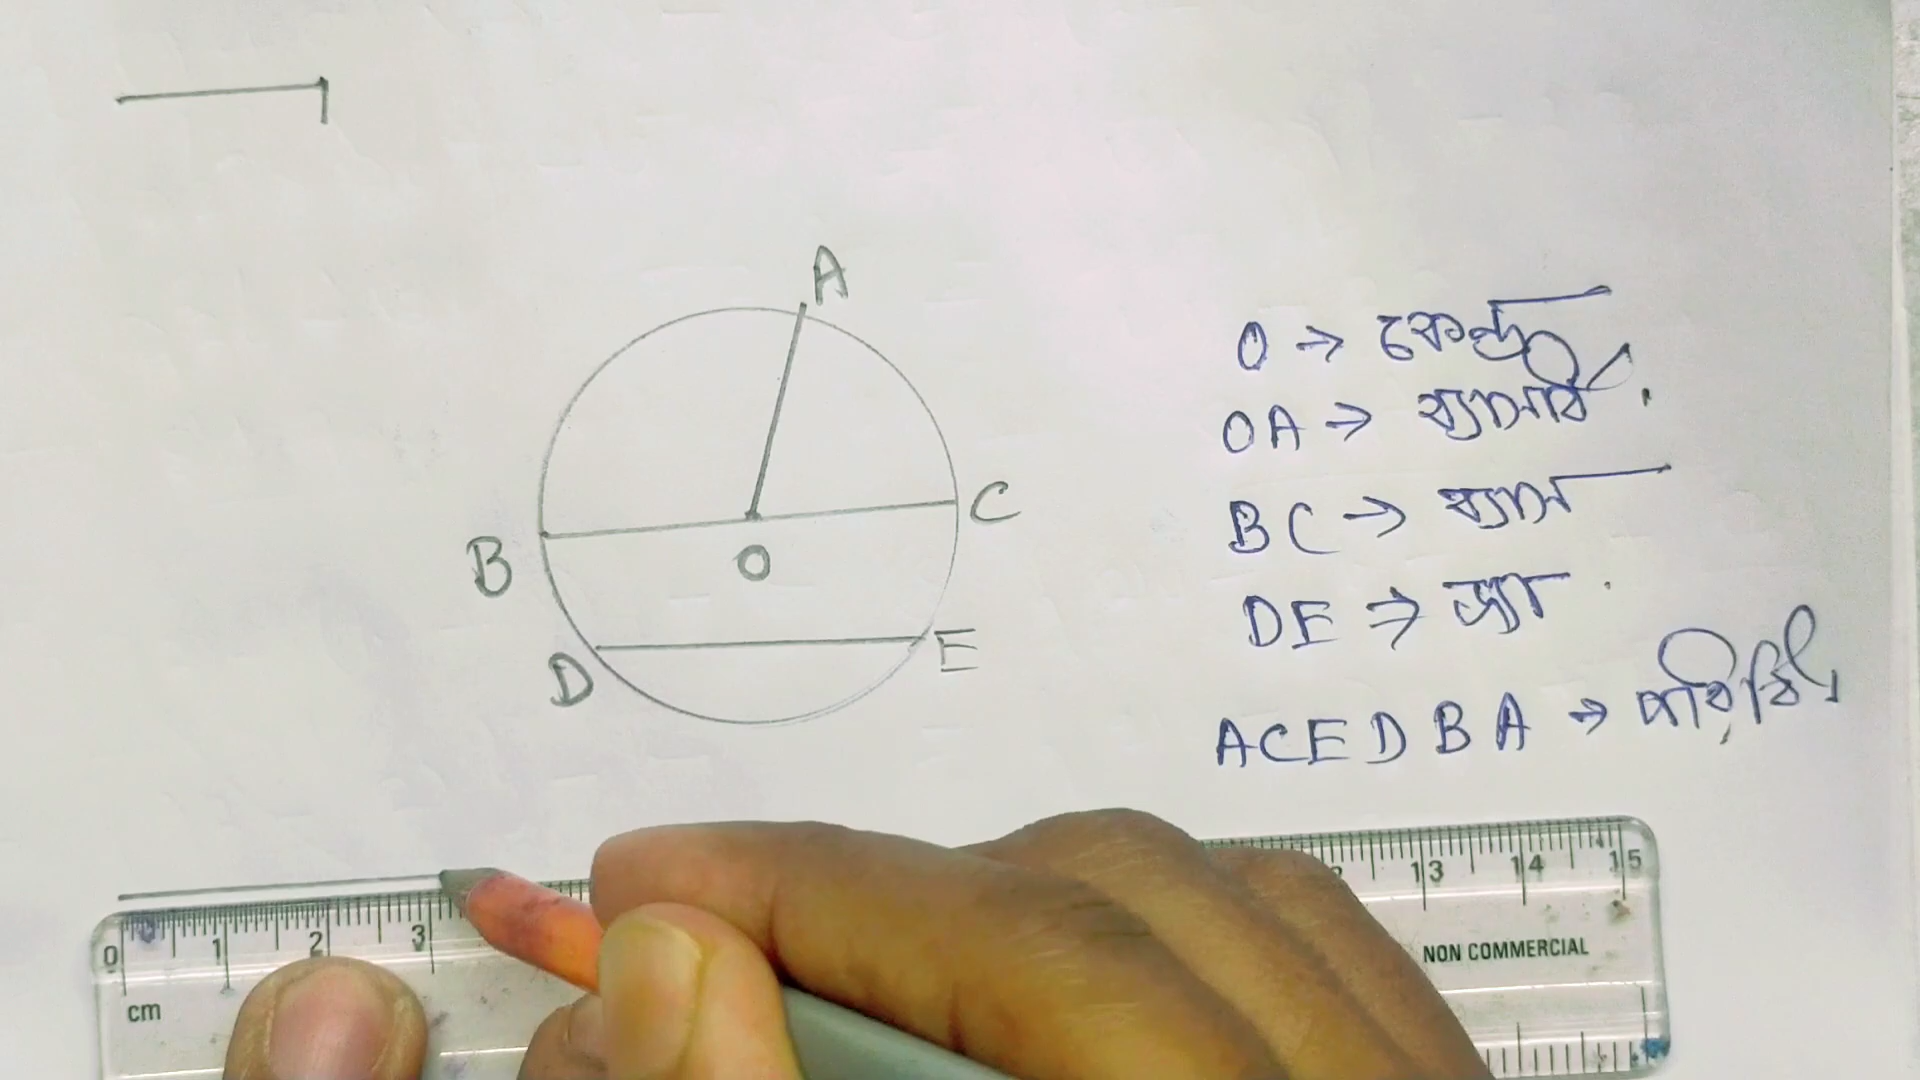 A
B
C
O
D
E
O → কেন্দ্র
OA → ব্যাসার্ধ
BC → ব্যাস
DE → জ্যা
ACEDBA → পরিধি
0 1 2 3 13 14 15
cm
NON COMMERCIAL